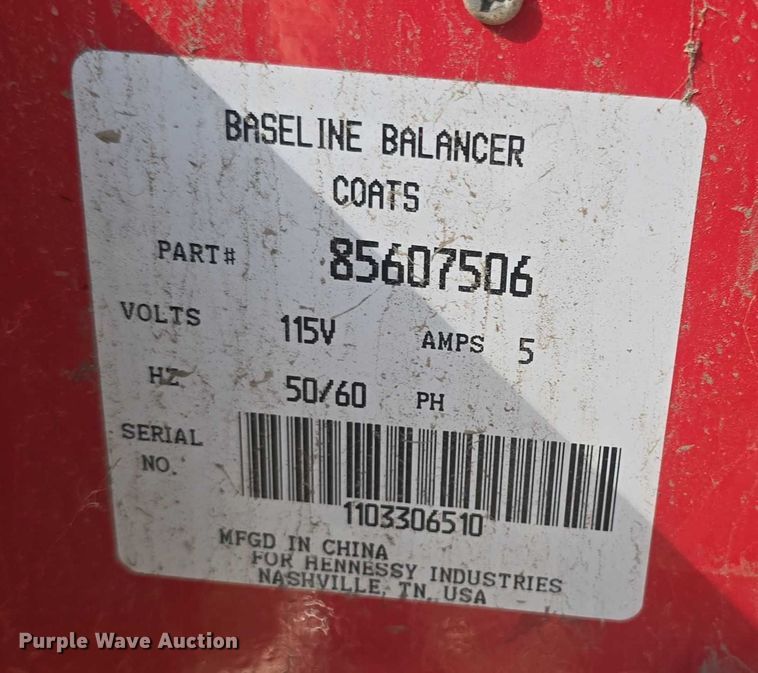 BASELINE BALANCER
COATS
PART# 85607506
VOLTS 115V AMPS 5
HZ 50/60 PH
SERIAL
NO.
1103306510
MFGD IN CHINA
FOR HENNESSY INDUSTRIES
NASHVILLE, TN. USA
Purple Wave Auction